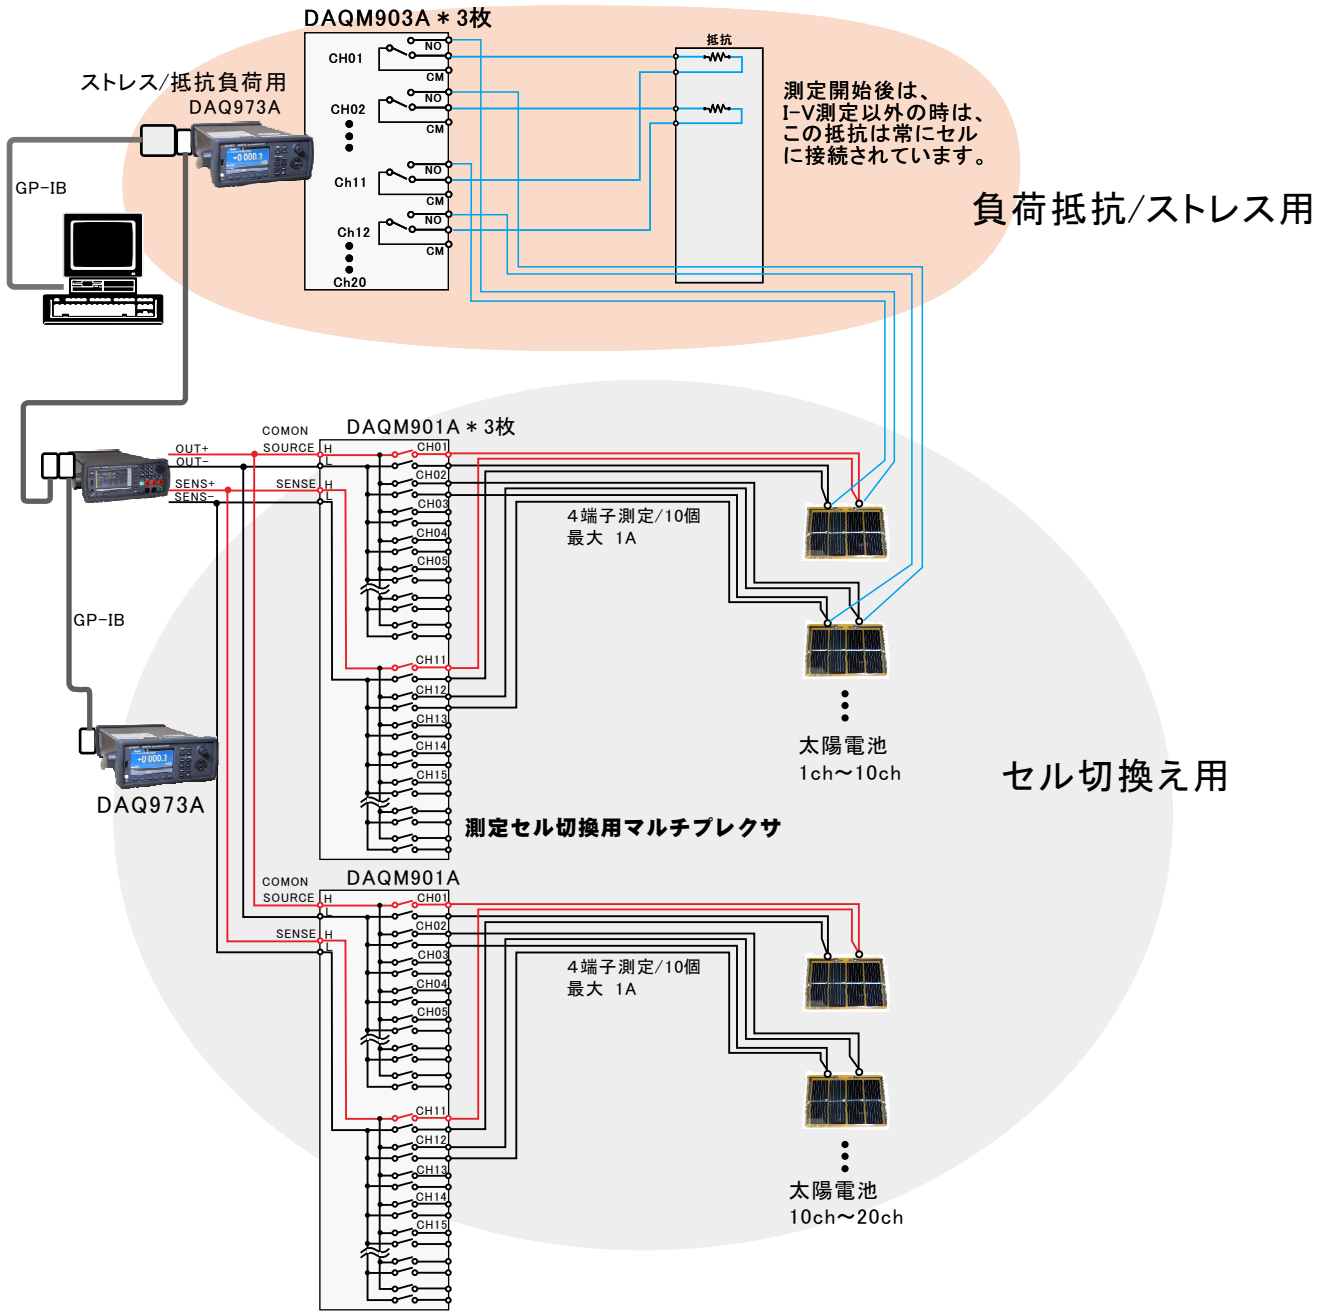 DAQM903A＊3枚
ストレス/抵抗負荷用
DAQ973A
GP-IB
CH01
NO
CM
CH02
NO
CM
Ch11
NO
CM
Ch12
NO
CM
Ch20
抵抗
測定開始後は、
I-V測定以外の時は、
この抵抗は常にセル
に接続されています。
負荷抵抗/ストレス用
DAQM901A＊3枚
COMON
SOURCE
H
L
SENSE
H
L
OUT+
OUT-
SENS+
SENS-
CH01
CH02
CH03
CH04
CH05
CH11
CH12
CH13
CH14
CH15
4端子測定/10個
最大 1A
GP-IB
DAQ973A
太陽電池
1ch～10ch
セル切換え用
測定セル切換用マルチプレクサ
DAQM901A
COMON
SOURCE
H
L
SENSE
H
L
CH01
CH02
CH03
CH04
CH05
CH11
CH12
CH13
CH14
CH15
4端子測定/10個
最大 1A
太陽電池
10ch～20ch